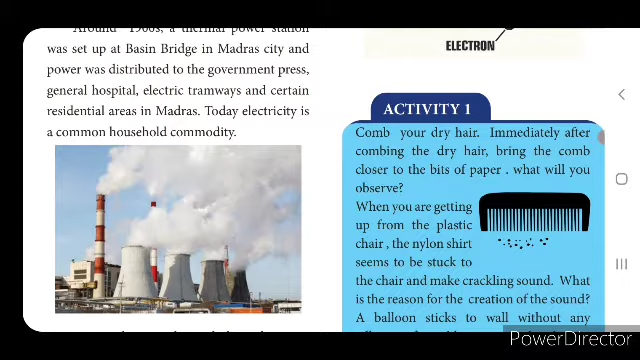 Around 1900s, a thermal power station
was set up at Basin Bridge in Madras city and
power was distributed to the government press,
general hospital, electric tramways and certain
residential areas in Madras. Today electricity is
a common household commodity.
ELECTRON
ACTIVITY 1
Comb your dry hair. Immediately after
combing the dry hair, bring the comb
closer to the bits of paper , what will you
observe?
When you are getting
up from the plastic
chair , the nylon shirt
seems to be stuck to
the chair and make crackling sound. What
is the reason for the creation of the sound?
A balloon sticks to wall without any
PowerDirector